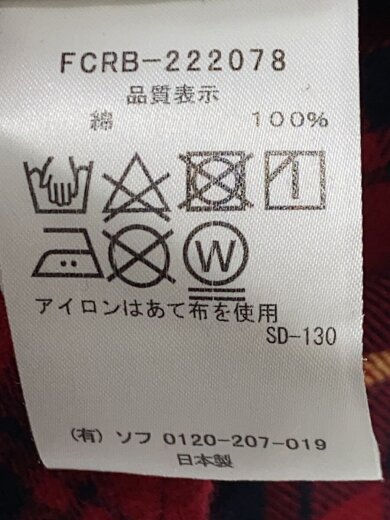 FCRB-222078
品質表示
綿 100%
W
アイロンはあて布を使用
SD-130
(有) ソフ 0120-207-019
日本製